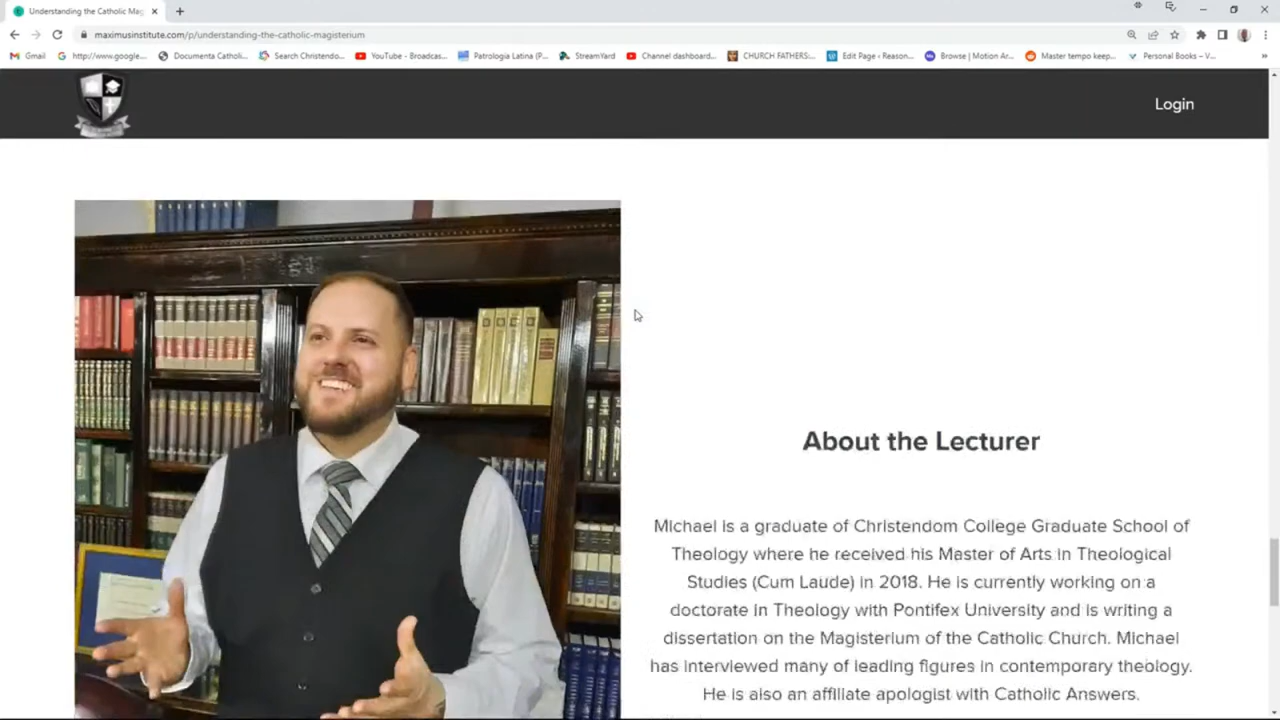 Understanding the Catholic Mag
maximusinstitute.com/p/understanding-the-catholic-magisterium
Gmail
http://www.google...
Documenta Catholi...
Search Christendo...
YouTube - Broadcas...
Patrologia Latina (P...
StreamYard
Channel dashboard...
CHURCH FATHERS:...
Edit Page ‹ Reason...
Browse | Motion Ar...
Master tempo keep...
Personal Books – V...
»
Login
About the Lecturer
Michael is a graduate of Christendom College Graduate School of
Theology where he received his Master of Arts in Theological
Studies (Cum Laude) in 2018. He is currently working on a
doctorate in Theology with Pontifex University and is writing a
dissertation on the Magisterium of the Catholic Church. Michael
has interviewed many of leading figures in contemporary theology.
He is also an affiliate apologist with Catholic Answers.